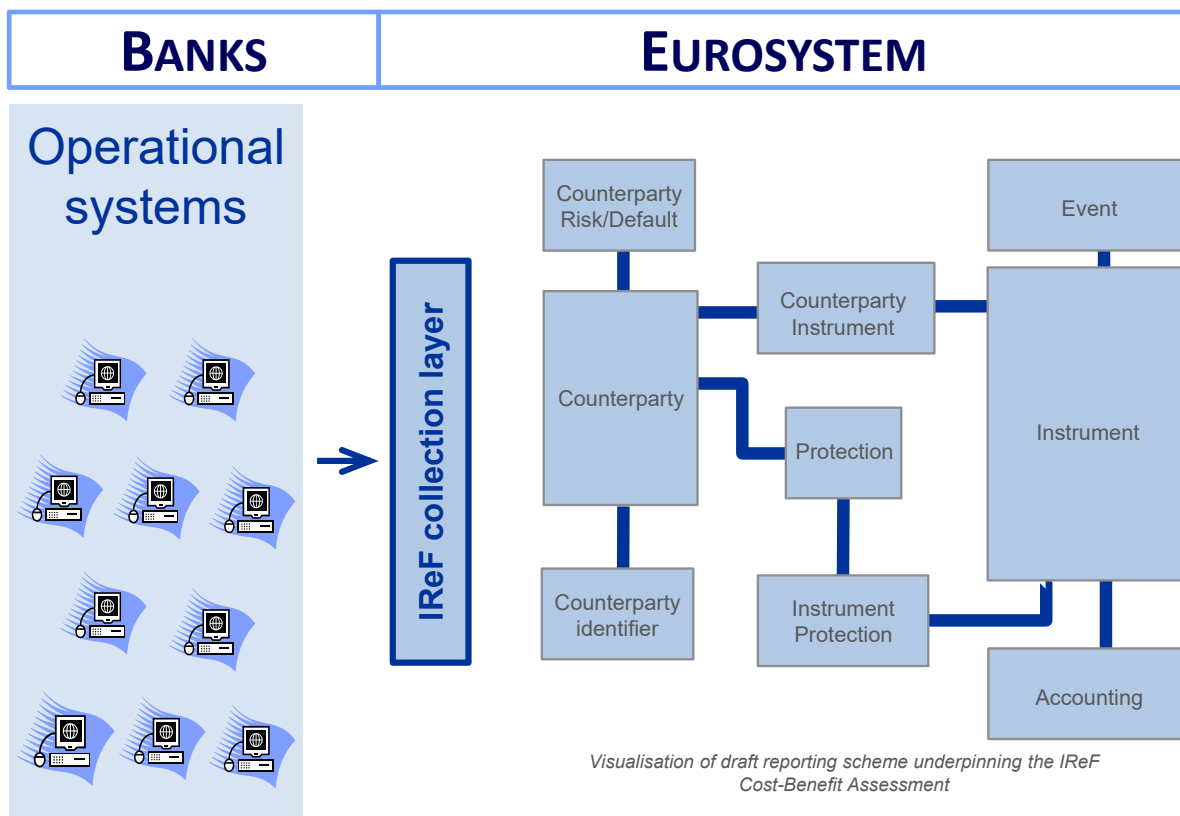 BANKS
EUROSYSTEM
Operational
systems
IReF collection layer
Counterparty
Risk/Default
Event
Counterparty
Instrument
Counterparty
Protection
Instrument
Counterparty
identifier
Instrument
Protection
Accounting
Visualisation of draft reporting scheme underpinning the IReF
Cost-Benefit Assessment